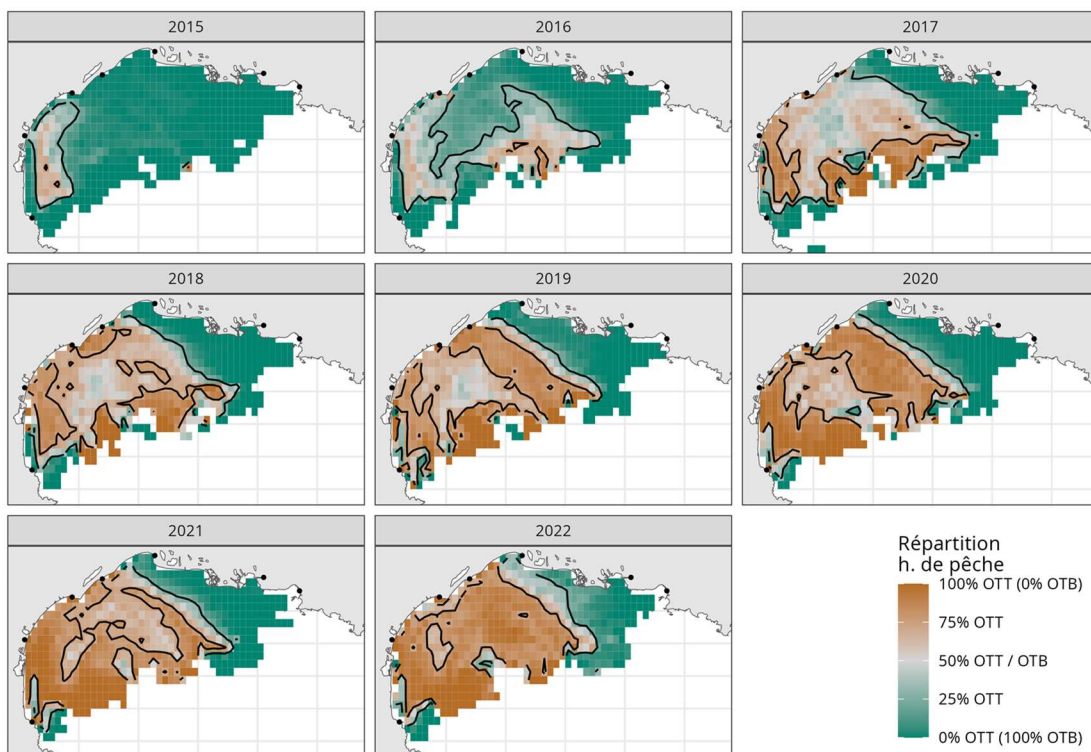 2015
2016
2017
2018
2019
2020
2021
2022
Répartition
h. de pêche
100% OTT (0% OTB)
75% OTT
50% OTT / OTB
25% OTT
0% OTT (100% OTB)